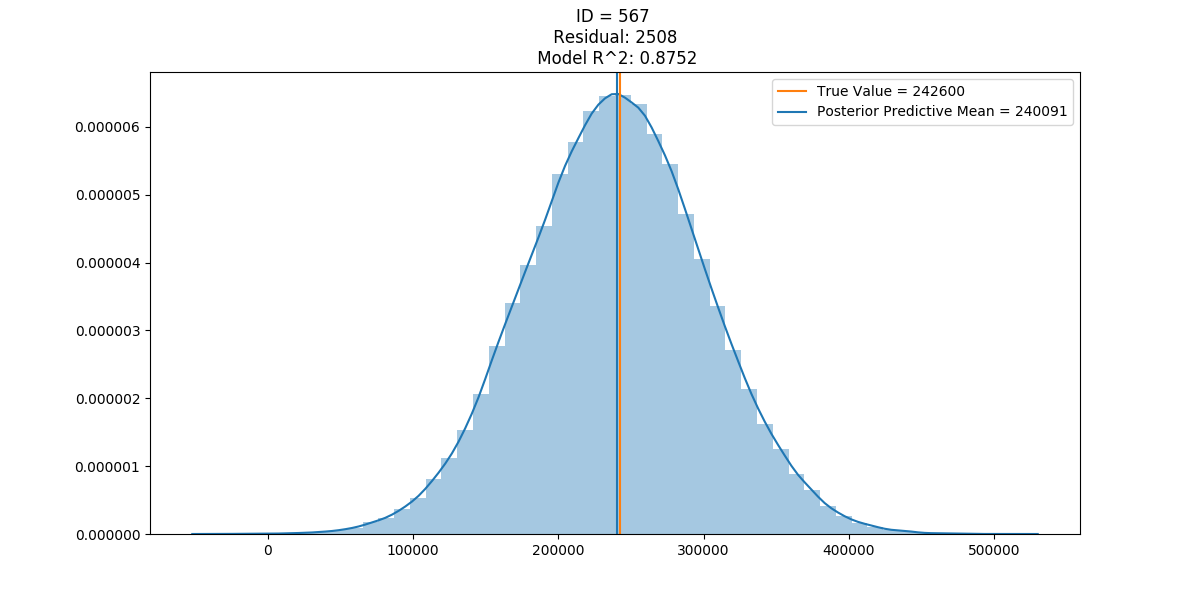 ID = 567
Residual: 2508
Model R^2: 0.8752
True Value = 242600
Posterior Predictive Mean = 240091
0.000006
0.000005
0.000004
0.000003
0.000002
0.000001
0.000000
0 100000 200000 300000 400000 500000